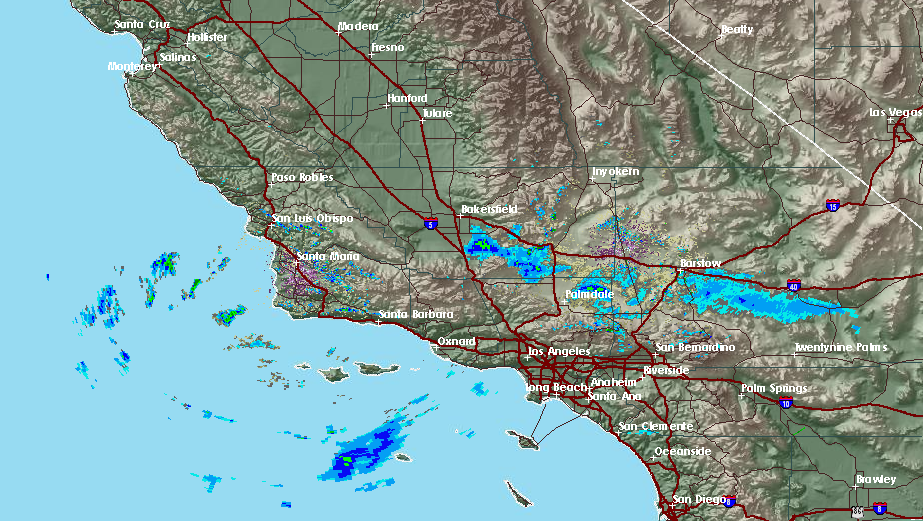 Santa Cruz
Madera
Beatty
Hollister
Fresno
Salinas
Monterey
Hanford
Tulare
Las Vegas
Inyokern
Paso Robles
15
Bakersfield
San Luis Obispo
5
Santa Maria
Barstow
40
Palmdale
Santa Barbara
Oxnard
Los Angeles
San Bernardino
Twentynine Palms
Riverside
Long Beach
Anaheim
Palm Springs
Santa Ana
10
San Clemente
Oceanside
Brawley
San Diego
8
86
8